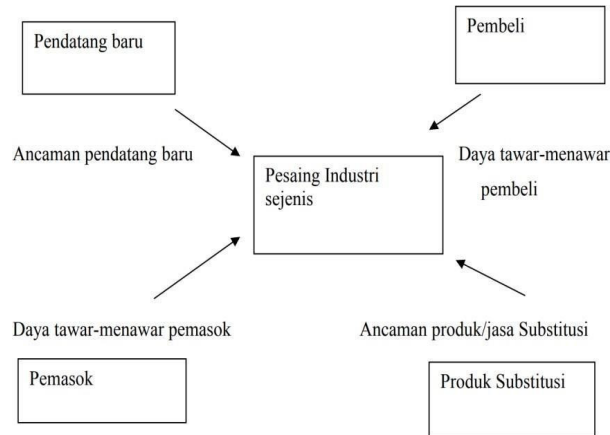 Pendatang baru
Pembeli
Ancaman pendatang baru
Daya tawar-menawar
pembeli
Pesaing Industri
sejenis
Daya tawar-menawar pemasok
Ancaman produk/jasa Substitusi
Pemasok
Produk Substitusi